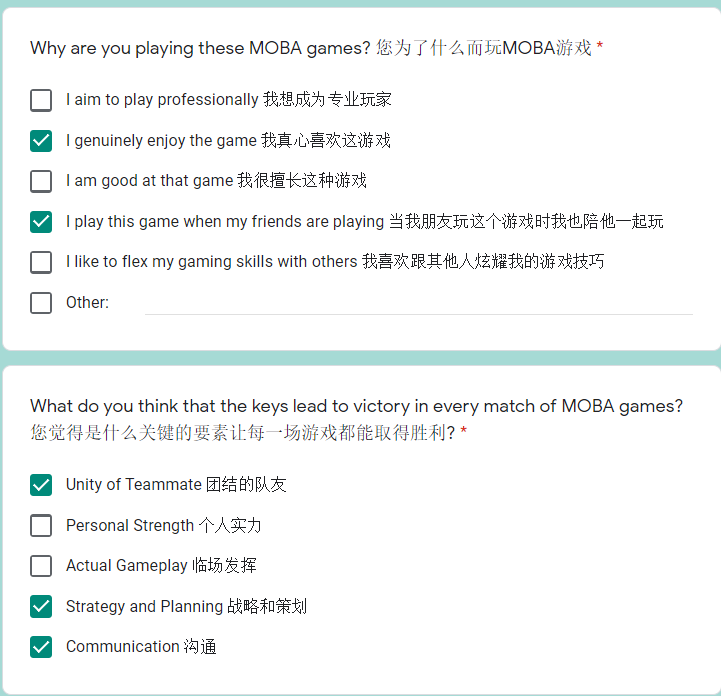 Why are you playing these MOBA games? 您为了什么而玩MOBA游戏 *
I aim to play professionally 我想成为专业玩家
I genuinely enjoy the game 我真心喜欢这游戏
I am good at that game 我很擅长这种游戏
I play this game when my friends are playing 当我朋友玩这个游戏时我也陪他一起玩
I like to flex my gaming skills with others 我喜欢跟其他人炫耀我的游戏技巧
Other:
What do you think that the keys lead to victory in every match of MOBA games?
您觉得是什么关键的要素让每一场游戏都能取得胜利? *
Unity of Teammate 团结的队友
Personal Strength 个人实力
Actual Gameplay 临场发挥
Strategy and Planning 战略和策划
Communication 沟通